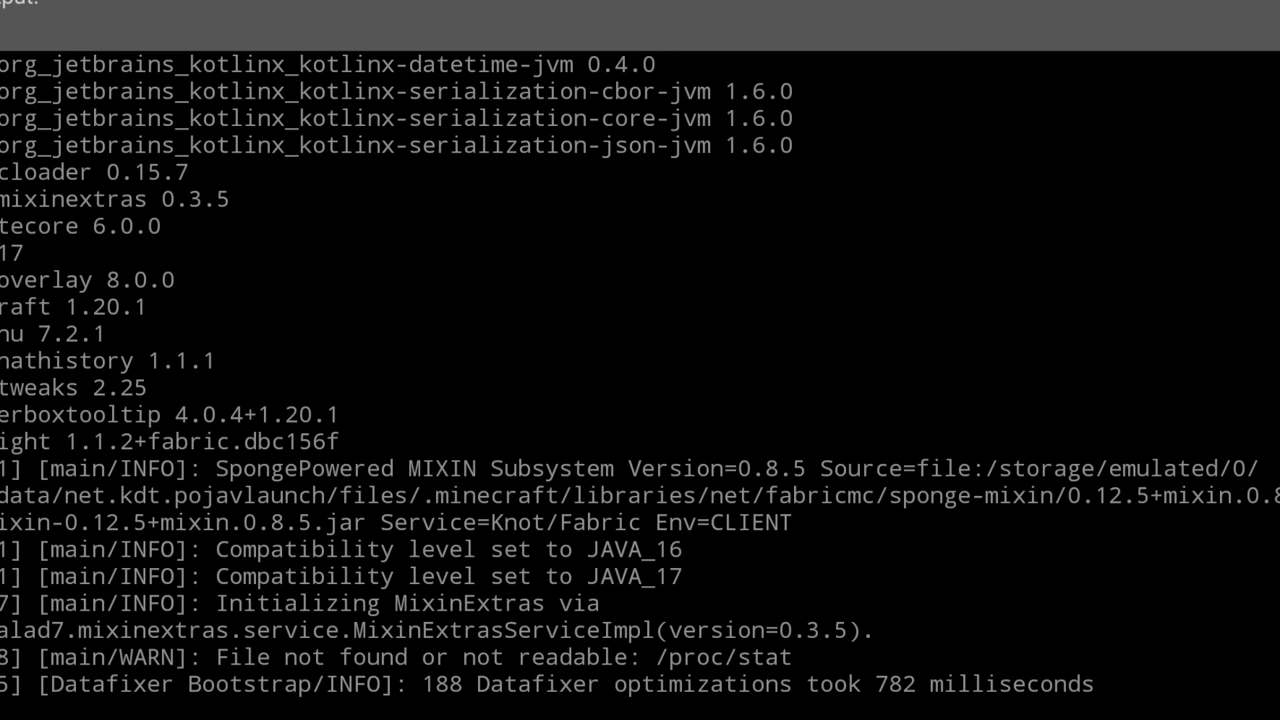 put:
org_jetbrains_kotlinx_kotlinx-datetime-jvm 0.4.0
org_jetbrains_kotlinx_kotlinx-serialization-cbor-jvm 1.6.0
org_jetbrains_kotlinx_kotlinx-serialization-core-jvm 1.6.0
org_jetbrains_kotlinx_kotlinx-serialization-json-jvm 1.6.0
cloader 0.15.7
mixinextras 0.3.5
tecore 6.0.0
17
overlay 8.0.0
raft 1.20.1
nu 7.2.1
hathistory 1.1.1
tweaks 2.25
erboxtooltip 4.0.4+1.20.1
ight 1.1.2+fabric.dbc156f
1] [main/INFO]: SpongePowered MIXIN Subsystem Version=0.8.5 Source=file:/storage/emulated/0/
data/net.kdt.pojavlaunch/files/.minecraft/libraries/net/fabricmc/sponge-mixin/0.12.5+mixin.0.8
ixin-0.12.5+mixin.0.8.5.jar Service=Knot/Fabric Env=CLIENT
1] [main/INFO]: Compatibility level set to JAVA_16
1] [main/INFO]: Compatibility level set to JAVA_17
7] [main/INFO]: Initializing MixinExtras via
alad7.mixinextras.service.MixinExtrasServiceImpl(version=0.3.5).
8] [main/WARN]: File not found or not readable: /proc/stat
5] [Datafixer Bootstrap/INFO]: 188 Datafixer optimizations took 782 milliseconds